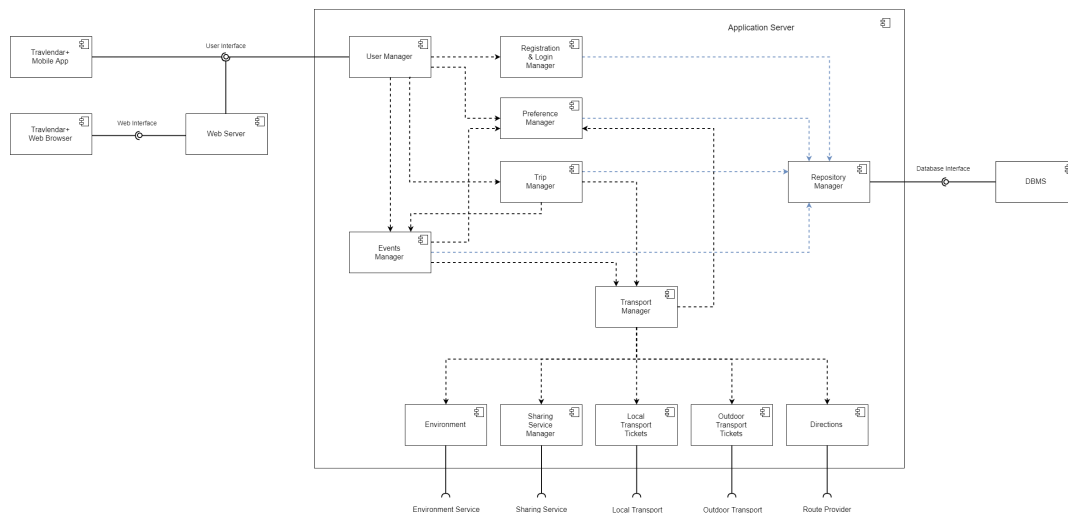 Application Server
Travlendar+
Mobile App
User Interface
User Manager
Registration
& Login
Manager
Travlendar+
Web Browser
Web Interface
Web Server
Preference
Manager
Trip
Manager
Repository
Manager
Database Interface
DBMS
Events
Manager
Transport
Manager
Environment
Sharing
Service
Manager
Local
Transport
Tickets
Outdoor
Transport
Tickets
Directions
Environment Service
Sharing Service
Local Transport
Outdoor Transport
Route Provider